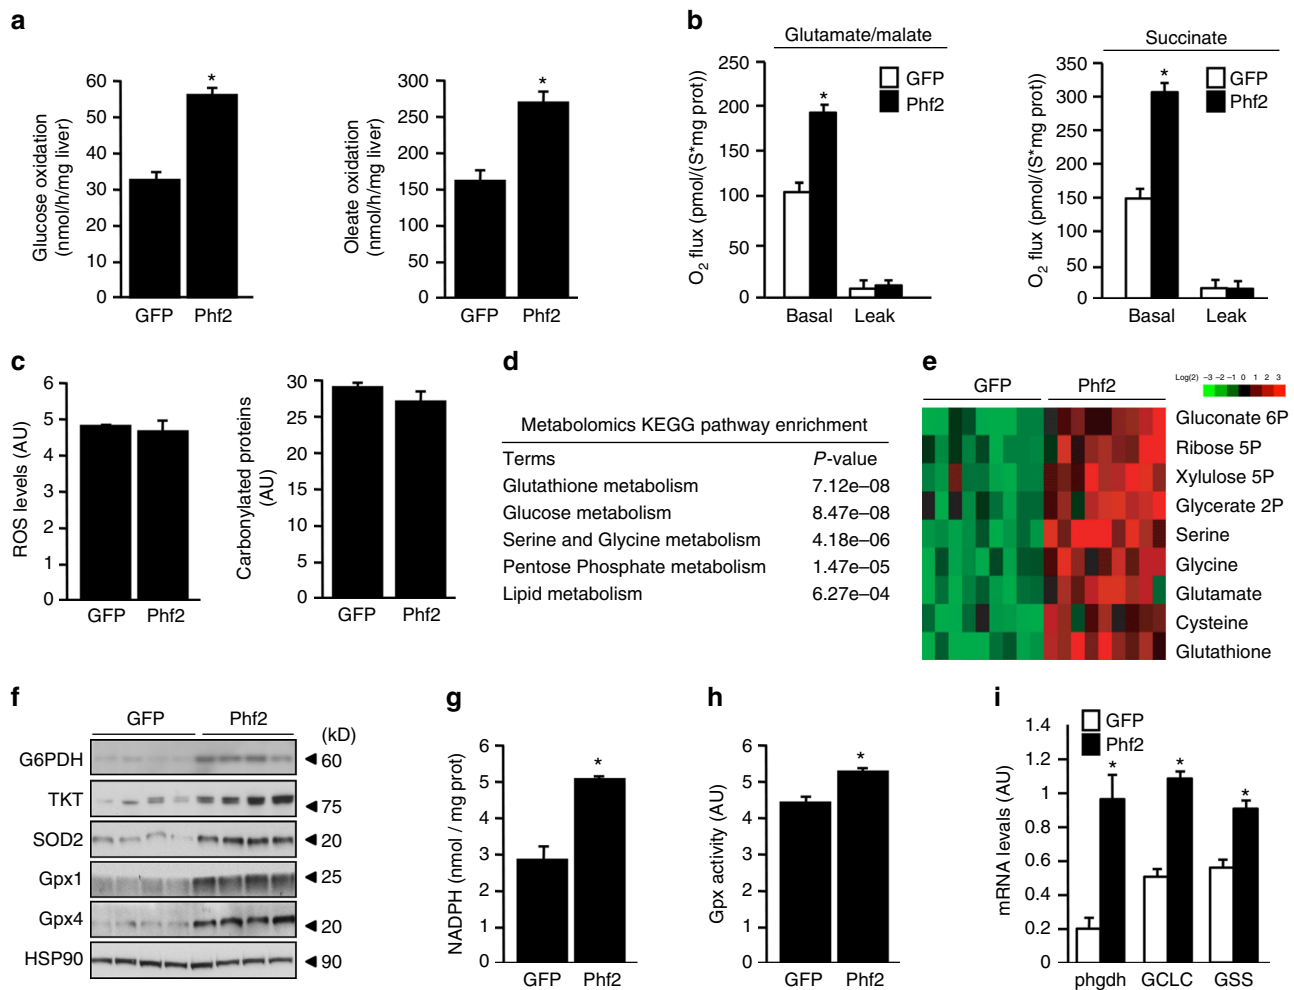 a
Glucose oxidation
(nmol/h/mg liver)
60
50
40
30
20
10
0
*
GFP
Phf2
Oleate oxidation
(nmol/h/mg liver)
300
250
200
150
100
50
0
*
GFP
Phf2
b
Glutamate/malate
O2 flux (pmol/(S*mg prot))
250
200
150
100
50
0
*
GFP
Phf2
Basal
Leak
Succinate
O2 flux (pmol/(S*mg prot))
350
300
250
200
150
100
50
0
*
GFP
Phf2
Basal
Leak
c
ROS levels (AU)
6
5
4
3
2
1
0
GFP
Phf2
Carbonylated proteins
(AU)
30
25
20
15
10
5
0
GFP
Phf2
d
Metabolomics KEGG pathway enrichment
Terms P-value
Glutathione metabolism 7.12e–08
Glucose metabolism 8.47e–08
Serine and Glycine metabolism 4.18e–06
Pentose Phosphate metabolism 1.47e–05
Lipid metabolism 6.27e–04
e
GFP
Phf2
Log(2) –3 –2 –1 0 1 2 3
Gluconate 6P
Ribose 5P
Xylulose 5P
Glycerate 2P
Serine
Glycine
Glutamate
Cysteine
Glutathione
f
GFP
Phf2
(kD)
G6PDH 60
TKT 75
SOD2 20
Gpx1 25
Gpx4 20
HSP90 90
g
NADPH (nmol / mg prot)
6
5
4
3
2
1
0
*
GFP
Phf2
h
Gpx activity (AU)
6
5
4
3
2
1
0
*
GFP
Phf2
i
mRNA levals (AU)
1.4
1.2
1
0.8
0.6
0.4
0.2
0
GFP
Phf2
*
*
*
phgdh
GCLC
GSS